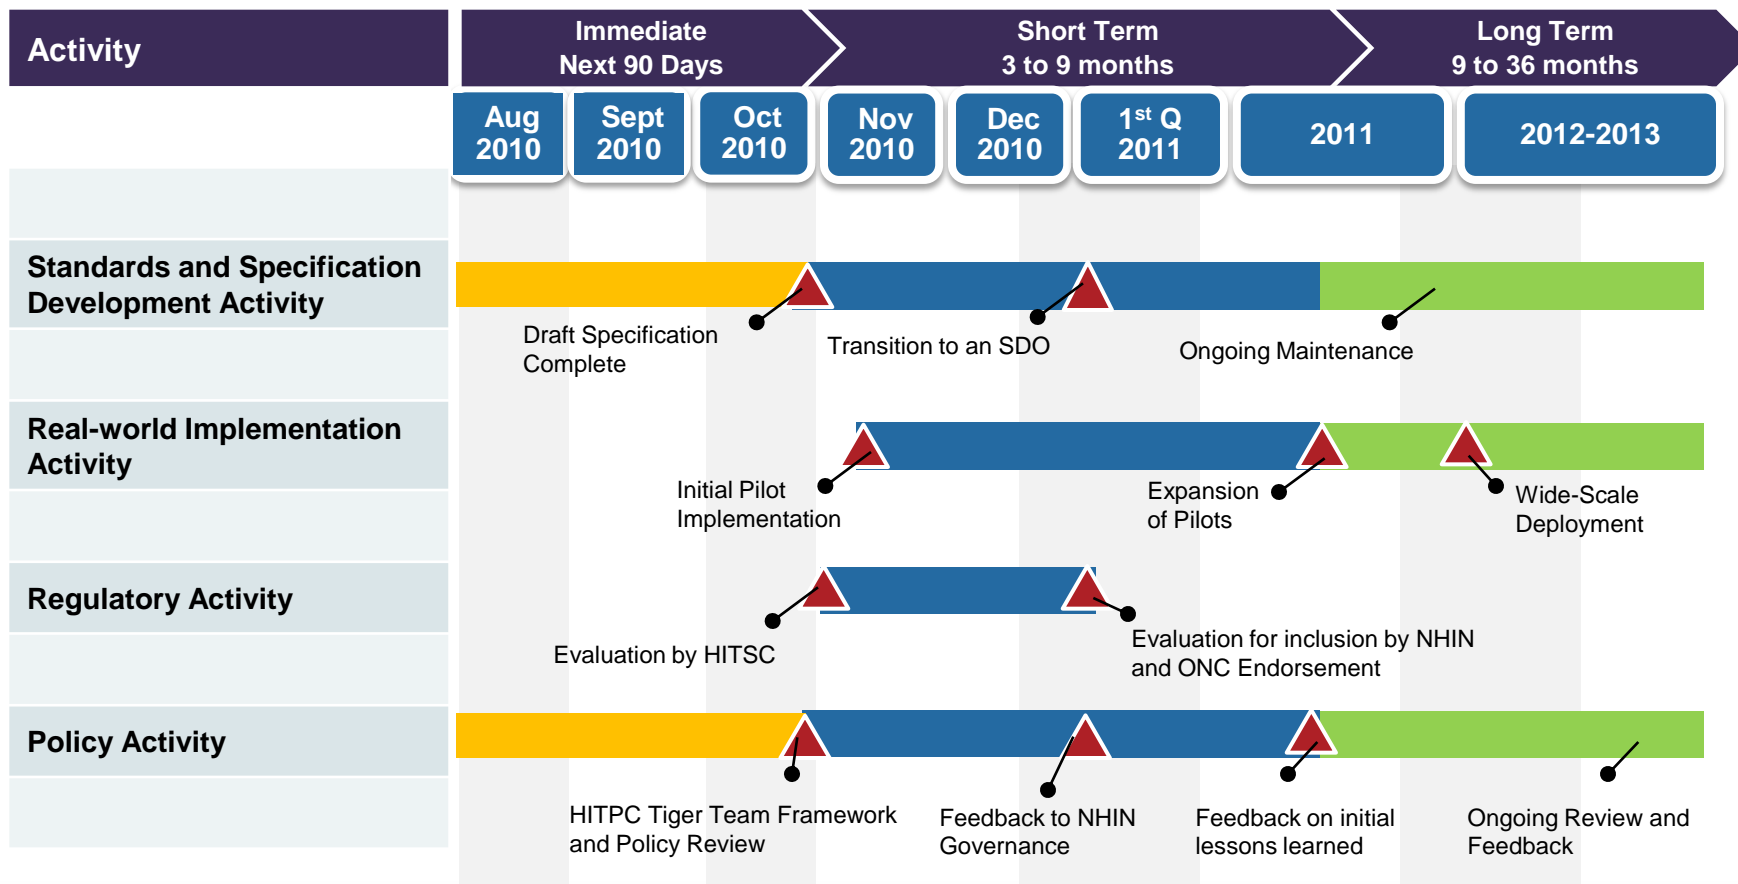 Activity
Immediate
Next 90 Days
Short Term
3 to 9 months
Long Term
9 to 36 months
Aug
2010
Sept
2010
Oct
2010
Nov
2010
Dec
2010
1st Q
2011
2011
2012-2013
Standards and Specification
Development Activity
Draft Specification
Complete
Transition to an SDO
Ongoing Maintenance
Real-world Implementation
Activity
Initial Pilot
Implementation
Expansion
of Pilots
Wide-Scale
Deployment
Regulatory Activity
Evaluation by HITSC
Evaluation for inclusion by NHIN
and ONC Endorsement
Policy Activity
HITPC Tiger Team Framework
and Policy Review
Feedback to NHIN
Governance
Feedback on initial
lessons learned
Ongoing Review and
Feedback